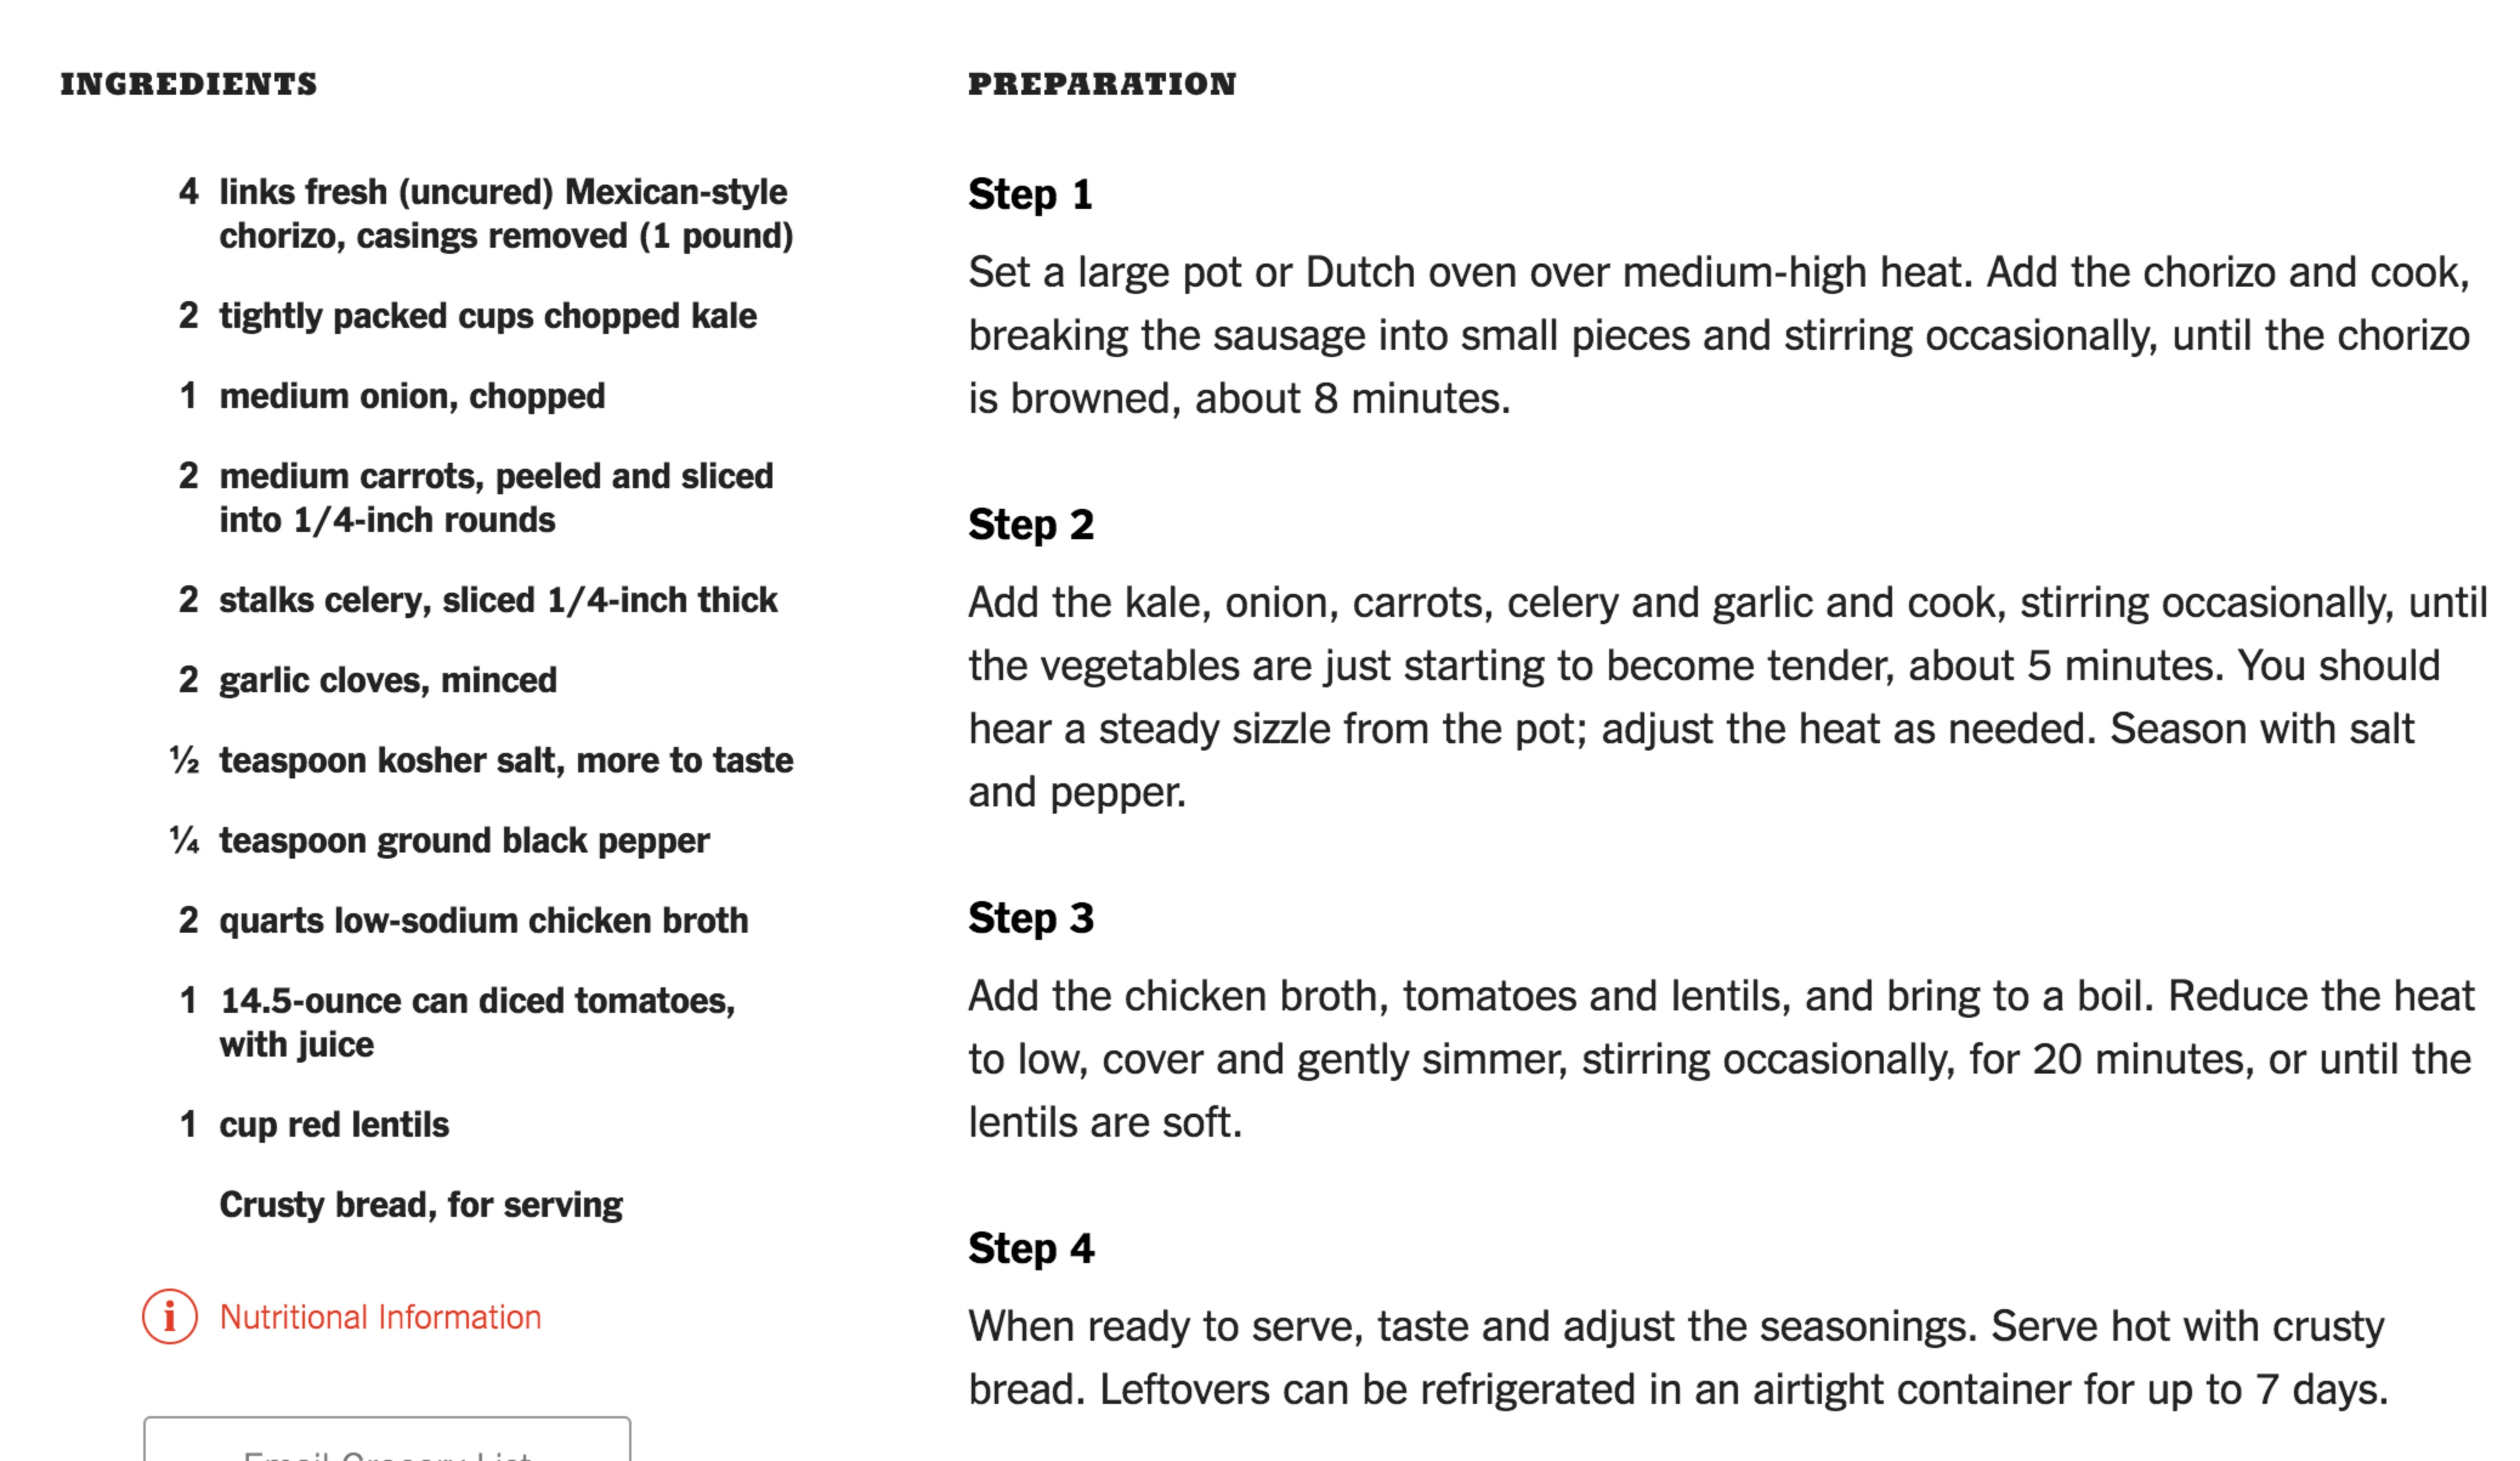 INGREDIENTS
4 links fresh (uncured) Mexican-style
chorizo, casings removed (1 pound)
2 tightly packed cups chopped kale
1 medium onion, chopped
2 medium carrots, peeled and sliced
into 1/4-inch rounds
2 stalks celery, sliced 1/4-inch thick
2 garlic cloves, minced
½ teaspoon kosher salt, more to taste
¼ teaspoon ground black pepper
2 quarts low-sodium chicken broth
1 14.5-ounce can diced tomatoes,
with juice
1 cup red lentils
Crusty bread, for serving
i Nutritional Information
Email Grocery List
PREPARATION
Step 1
Set a large pot or Dutch oven over medium-high heat. Add the chorizo and cook,
breaking the sausage into small pieces and stirring occasionally, until the chorizo
is browned, about 8 minutes.
Step 2
Add the kale, onion, carrots, celery and garlic and cook, stirring occasionally, until
the vegetables are just starting to become tender, about 5 minutes. You should
hear a steady sizzle from the pot; adjust the heat as needed. Season with salt
and pepper.
Step 3
Add the chicken broth, tomatoes and lentils, and bring to a boil. Reduce the heat
to low, cover and gently simmer, stirring occasionally, for 20 minutes, or until the
lentils are soft.
Step 4
When ready to serve, taste and adjust the seasonings. Serve hot with crusty
bread. Leftovers can be refrigerated in an airtight container for up to 7 days.